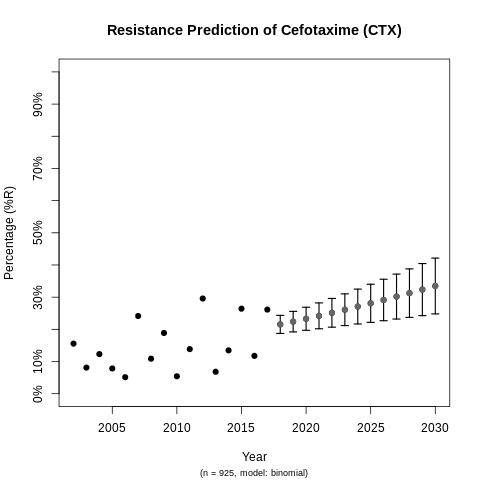 Resistance Prediction of Cefotaxime (CTX)
Percentage (%R)
90%
70%
50%
30%
10%
0%
2005 2010 2015 2020 2025 2030
Year
(n = 925, model: binomial)